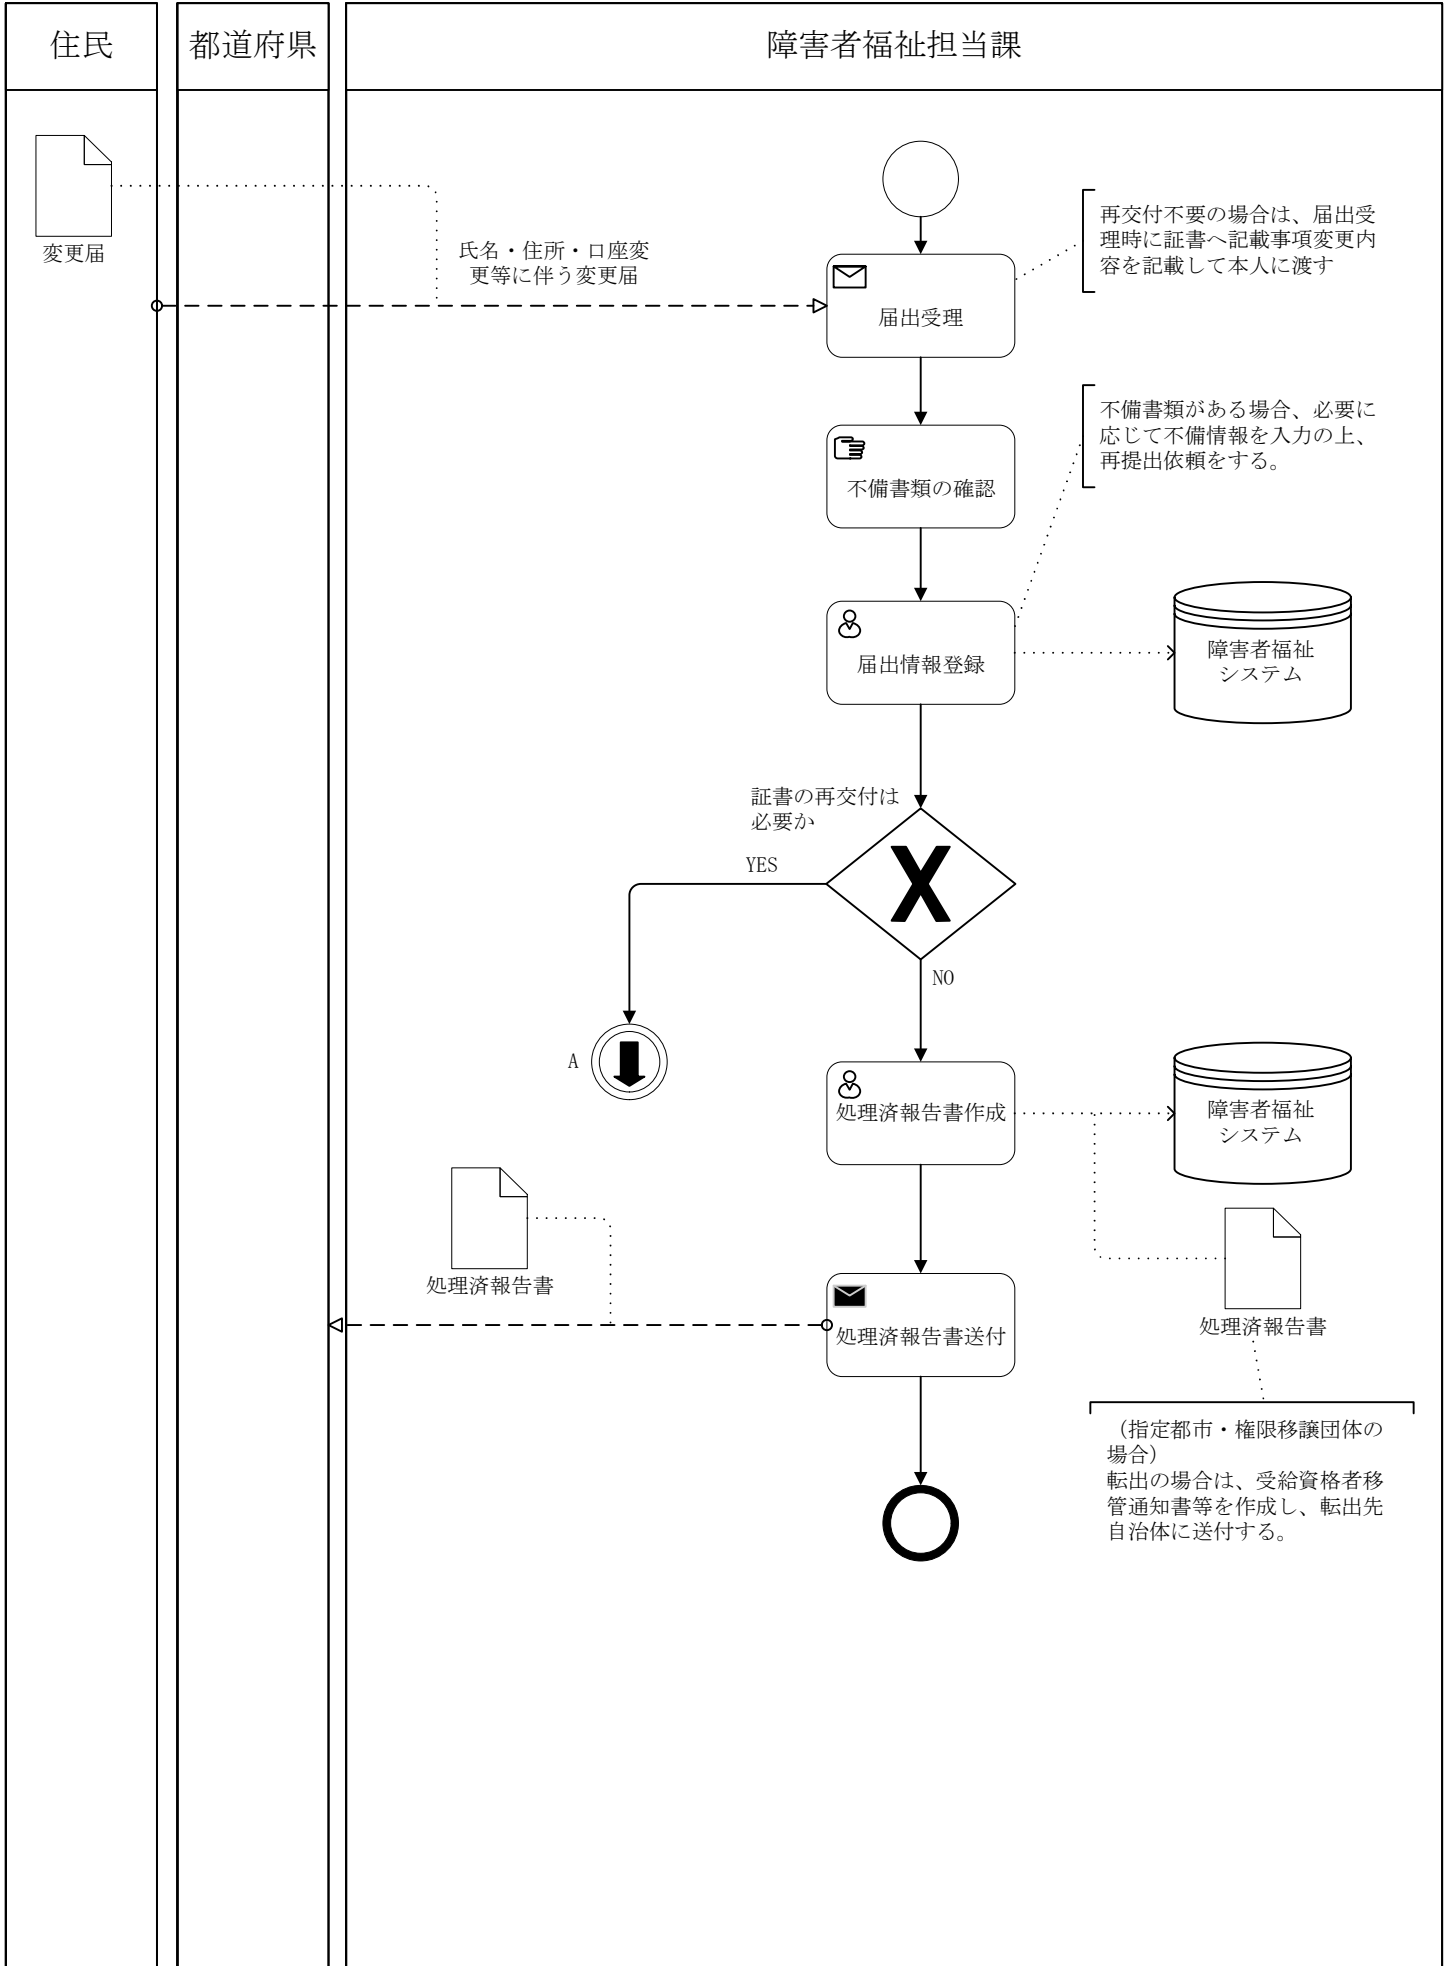 住民
都道府県
障害者福祉担当課
変更届
氏名・住所・口座変
更等に伴う変更届
届出受理
再交付不要の場合は、届出受
理時に証書へ記載事項変更内
容を記載して本人に渡す
不備書類の確認
不備書類がある場合、必要に
応じて不備情報を入力の上、
再提出依頼をする。
届出情報登録
障害者福祉
システム
証書の再交付は
必要か
YES
NO
A
処理済報告書作成
障害者福祉
システム
処理済報告書
処理済報告書送付
処理済報告書
（指定都市・権限移譲団体の
場合）
転出の場合は、受給資格者移
管通知書等を作成し、転出先
自治体に送付する。